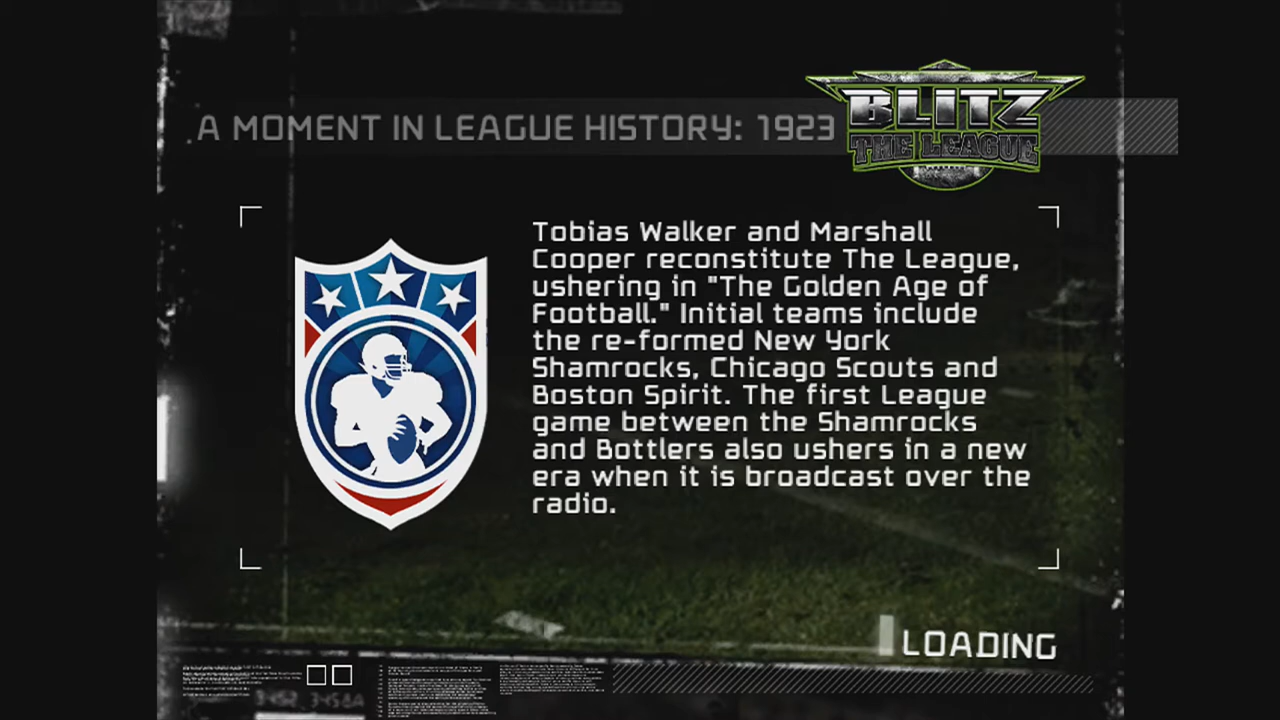 A MOMENT IN LEAGUE HISTORY: 1923
BLITZ
THE LEAGUE
Tobias Walker and Marshall
Cooper reconstitute The League,
ushering in "The Golden Age of
Football." Initial teams include
the re-formed New York
Shamrocks, Chicago Scouts and
Boston Spirit. The first League
game between the Shamrocks
and Bottlers also ushers in a new
era when it is broadcast over the
radio.
LOADING